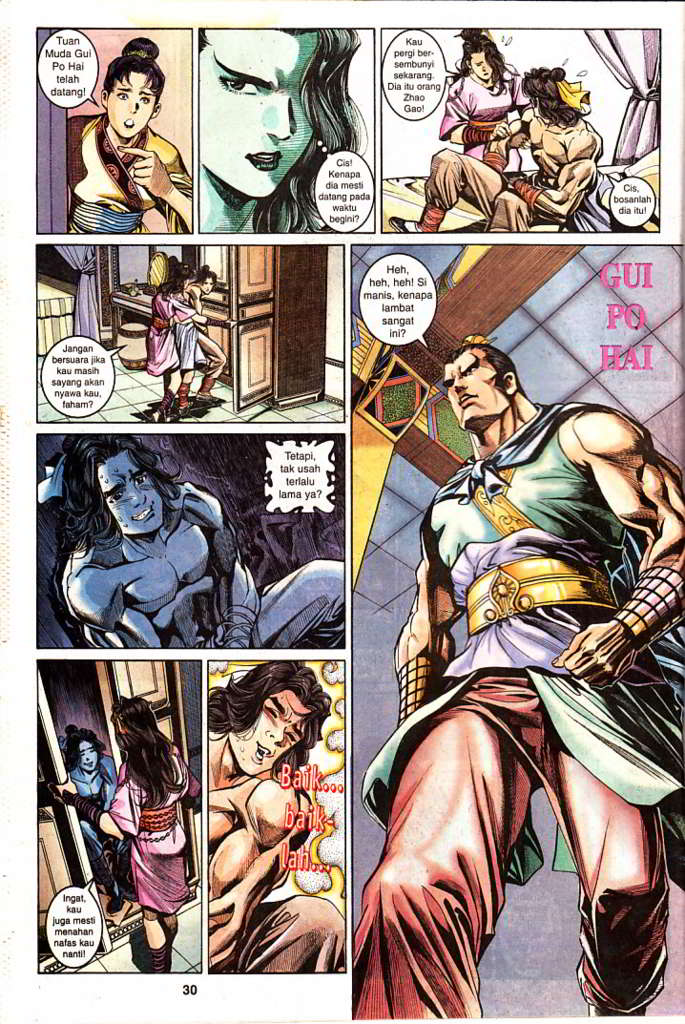 Tuan
Muda Gui
Po Hai
telah
datang!
Cis!
Kenapa
dia mesti
datang pada
waktu
begini?
Kau
pergi ber-
sembunyi
sekarang.
Dia itu orang
Zhao
Gao!
Cis,
bosanlah
dia itu!
Jangan
bersuara jika
kau masih
sayang akan
nyawa kau,
faham?
Heh,
heh, heh! Si
manis, kenapa
lambat
sangat
ini?
GUI
PO
HAI
Tetapi,
tak usah
terlalu
lama ya?
Ingat,
kau
juga mesti
menahan
nafas kau
nanti!
Baik...
baik-
lah...
30